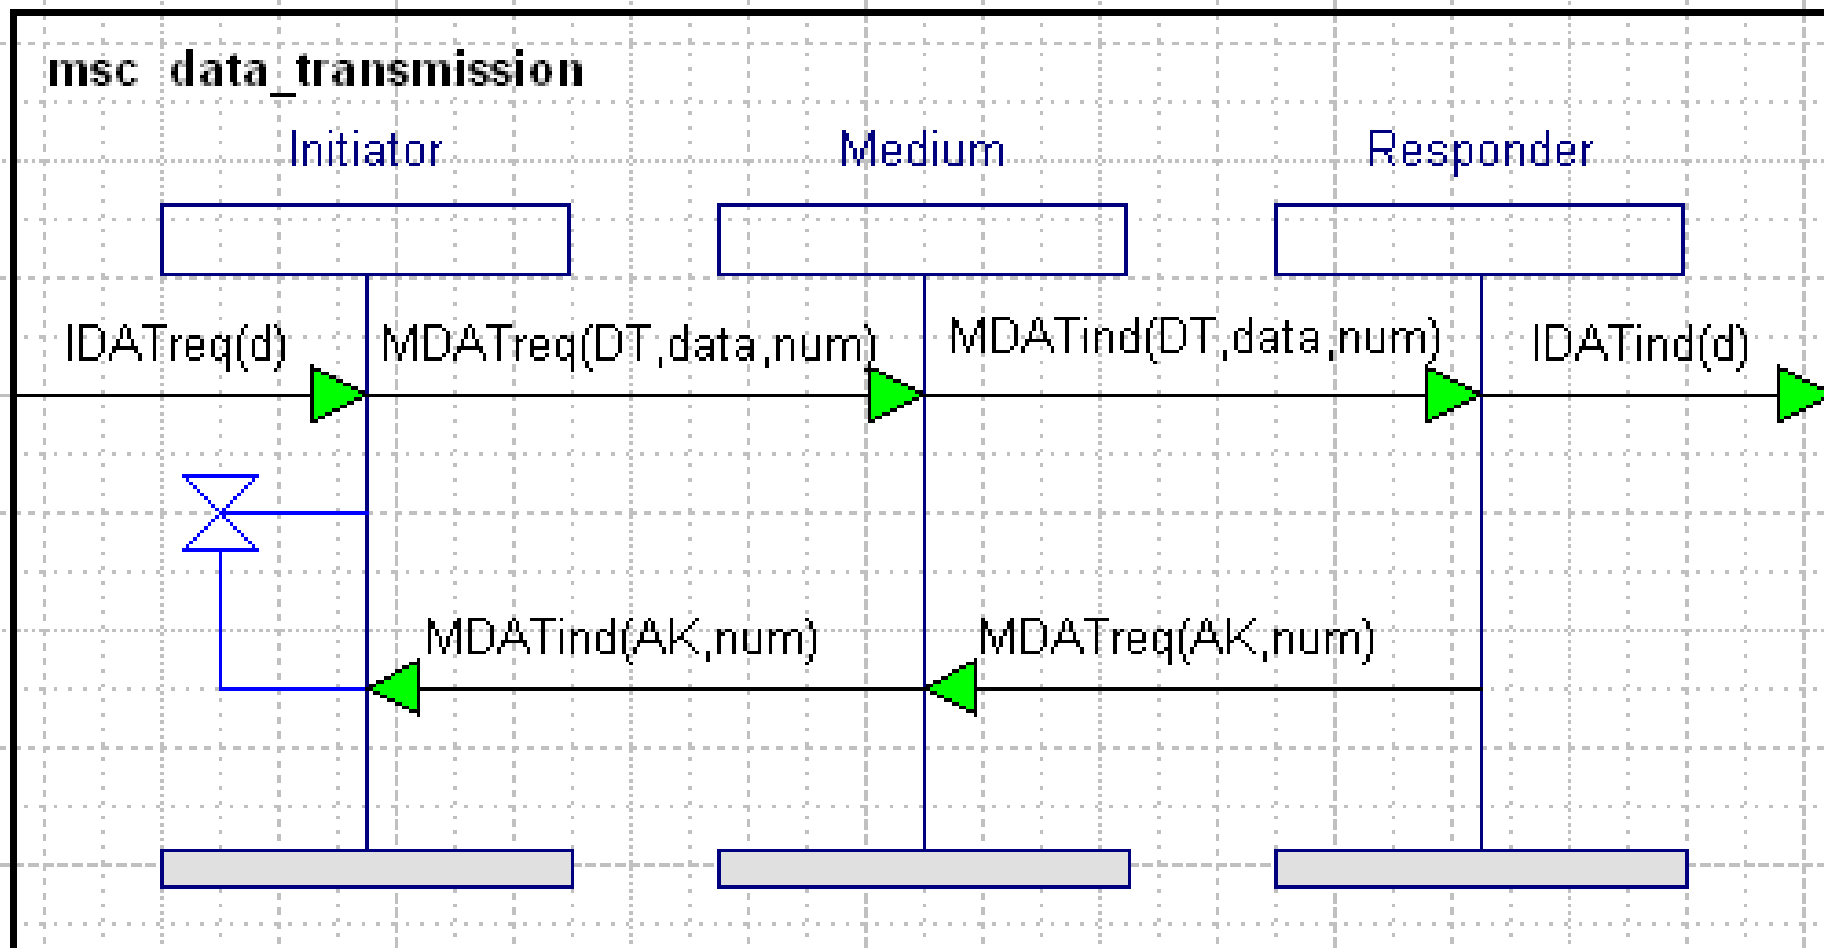 msc data_transmission
Initiator
Medium
Responder
IDATreq(d)
MDATreq(DT,data,num)
MDATind(DT,data,num)
IDATind(d)
MDATind(AK,num)
MDATreq(AK,num)